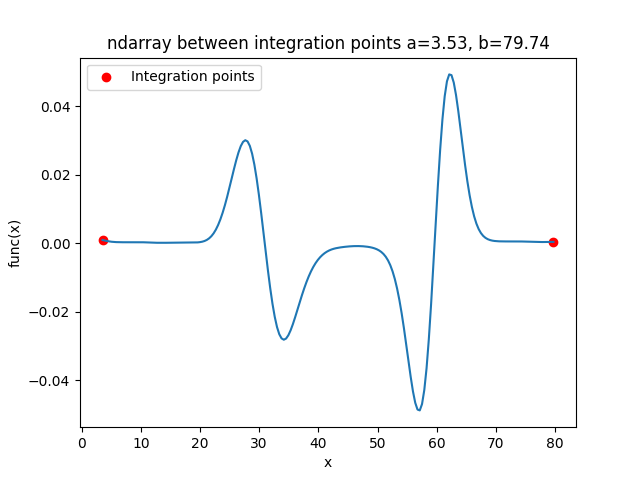 ndarray between integration points a=3.53, b=79.74
Integration points
func(x)
0.04
0.02
0.00
−0.02
−0.04
0 10 20 30 40 50 60 70 80
x